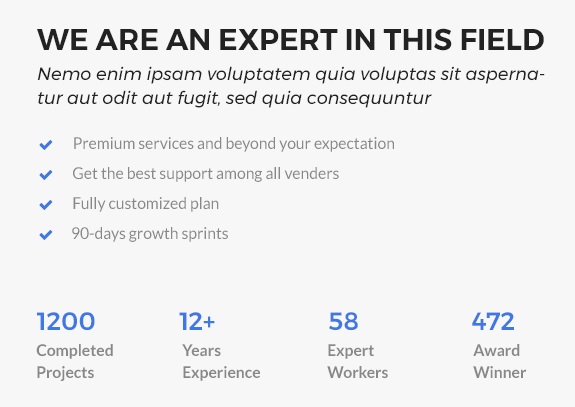 WE ARE AN EXPERT IN THIS FIELD
Nemo enim ipsam voluptatem quia voluptas sit asperna-
tur aut odit aut fugit, sed quia consequuntur
Premium services and beyond your expectation
Get the best support among all venders
Fully customized plan
90-days growth sprints
1200 12+ 58 472
Completed Years Expert Award
Projects Experience Workers Winner